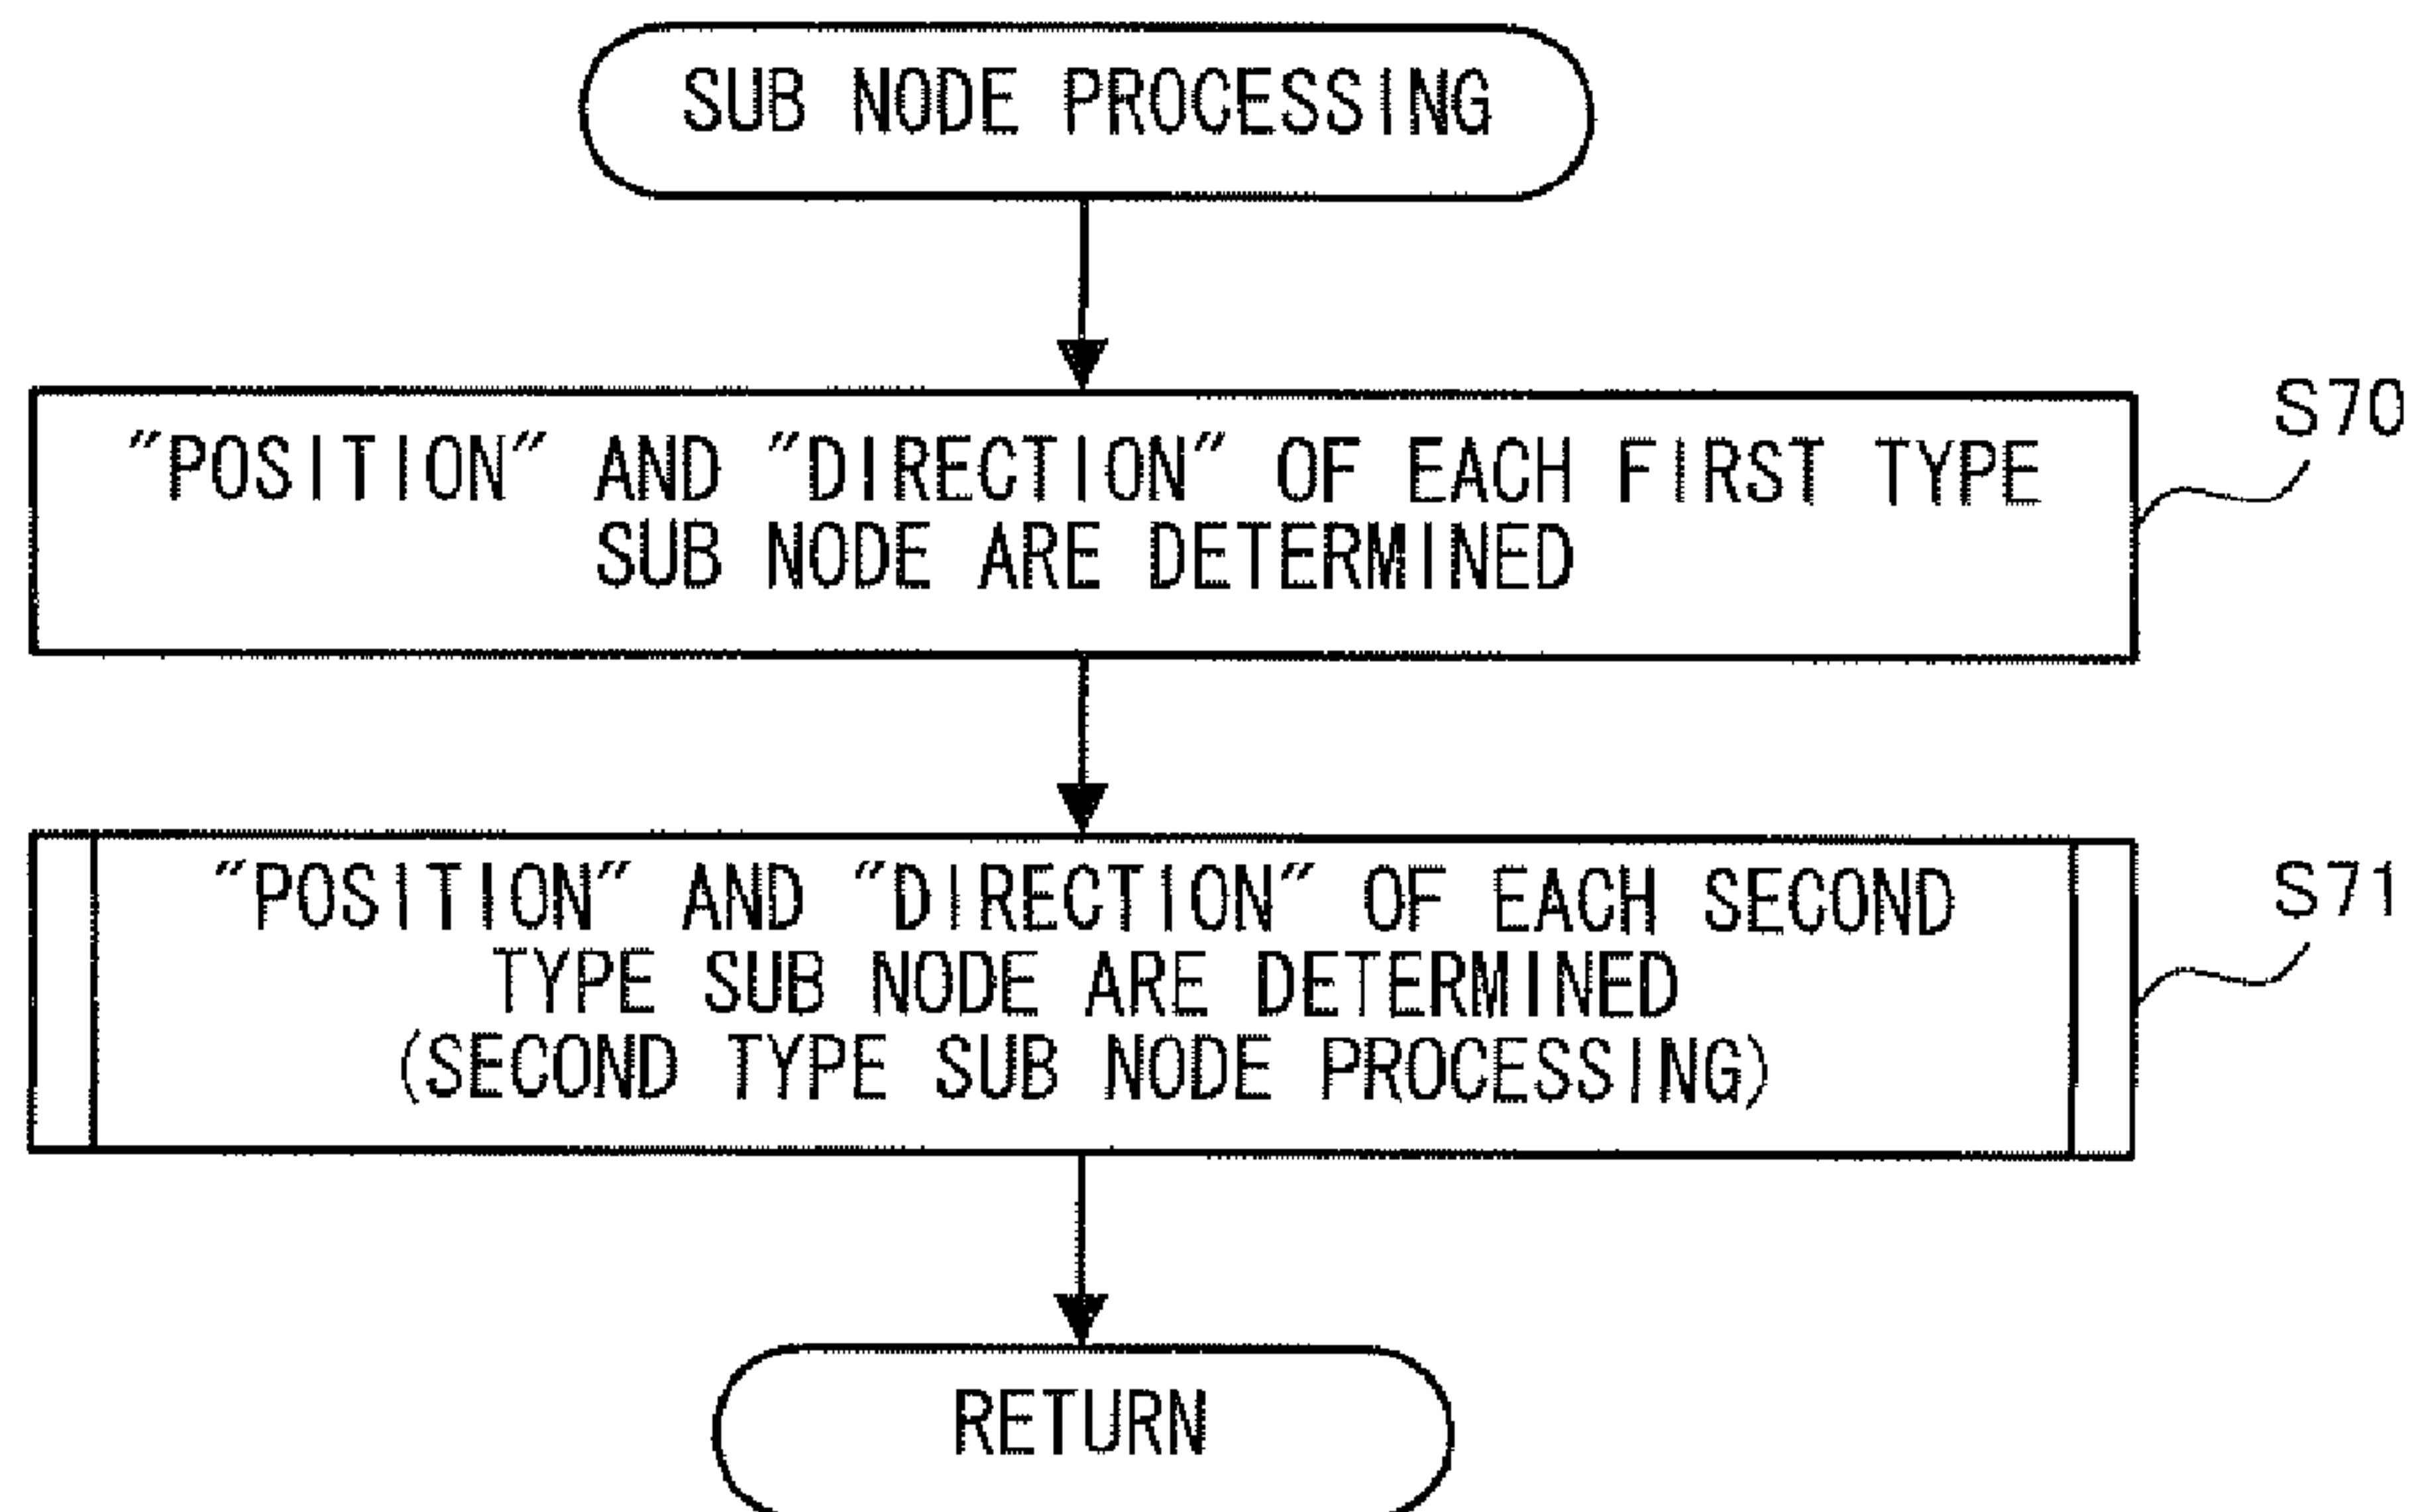 SUB NODE PROCESSING
"POSITION" AND "DIRECTION" OF EACH FIRST TYPE
SUB NODE ARE DETERMINED
S70
"POSITION" AND "DIRECTION" OF EACH SECOND
TYPE SUB NODE ARE DETERMINED
(SECOND TYPE SUB NODE PROCESSING)
S71
RETURN